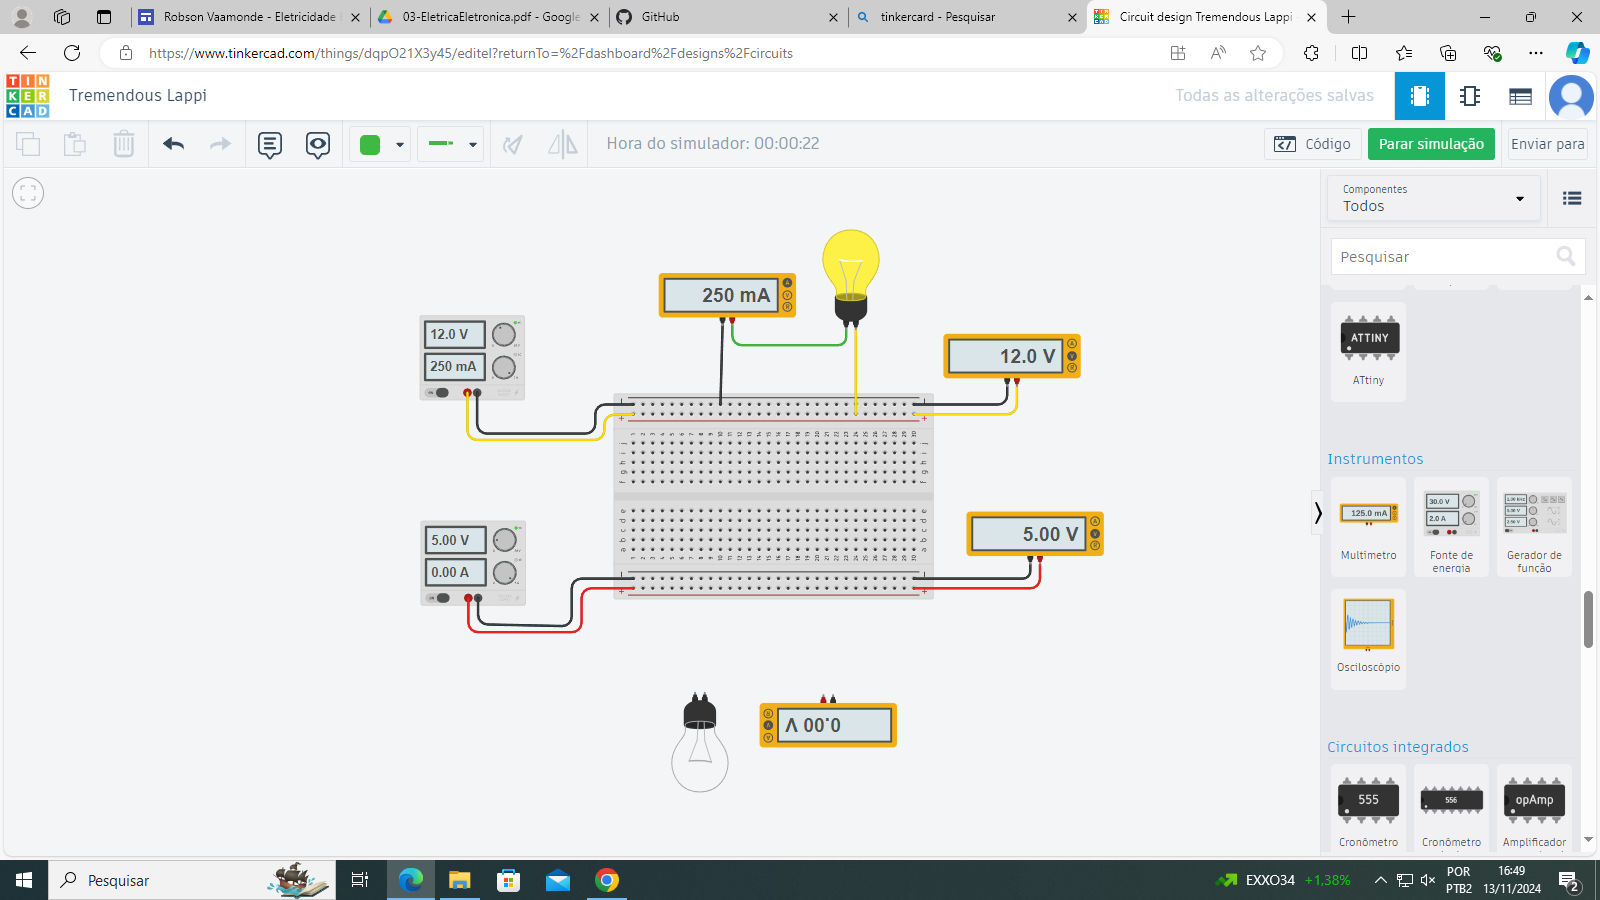 Robson Vaamonde - Eletricidade
03-EletricaEletronica.pdf - Google
GitHub
tinkercard - Pesquisar
Circuit design Tremendous Lappi
https://www.tinkercad.com/things/dqpO21X3y45/editel?returnTo=%2Fdashboard%2Fdesigns%2Fcircuits
TIN
KER
CAD
Tremendous Lappi
Todas as alterações salvas
Hora do simulador: 00:00:22
Código
Parar simulação
Enviar para
Componentes
Todos
Pesquisar
250 mA
12.0 V
250 mA
12.0 V
5.00 V
0.00 A
5.00 V
0.00 V
ATTINY
ATtiny
Instrumentos
125.0 mA
30.0 V
2.0 A
Multímetro
Fonte de
energia
Gerador de
função
Osciloscópio
Circuitos integrados
555
556
opAmp
Cronômetro
Cronômetro
Amplificador
Pesquisar
EXXO34
+1,38%
POR
PTB2
16:49
13/11/2024
2